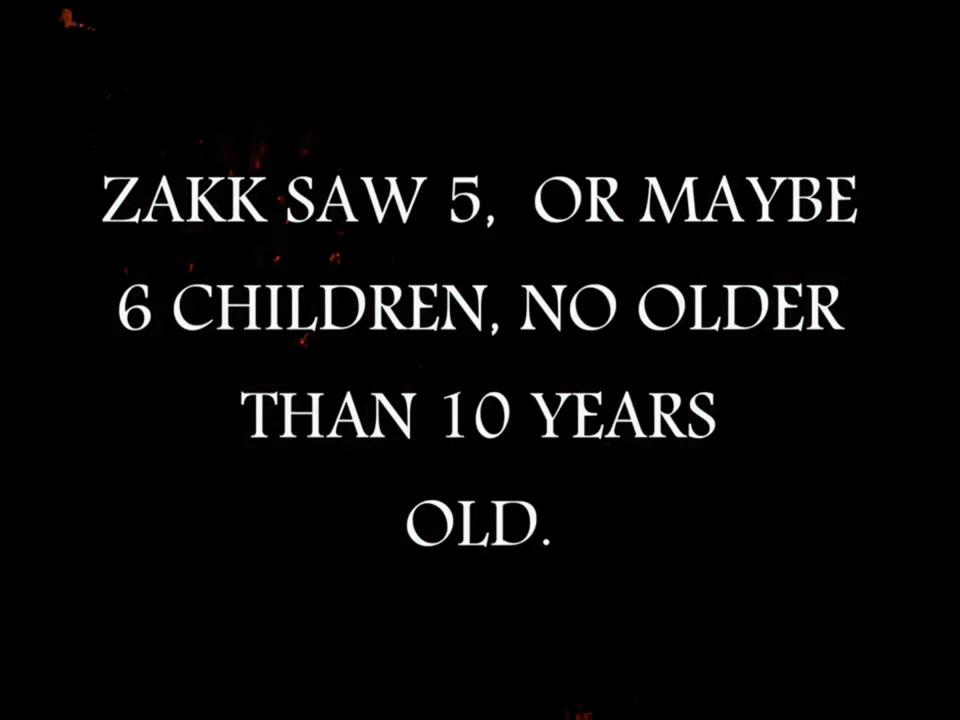 ZAKK SAW 5, OR MAYBE
6 CHILDREN, NO OLDER
THAN 10 YEARS
OLD.